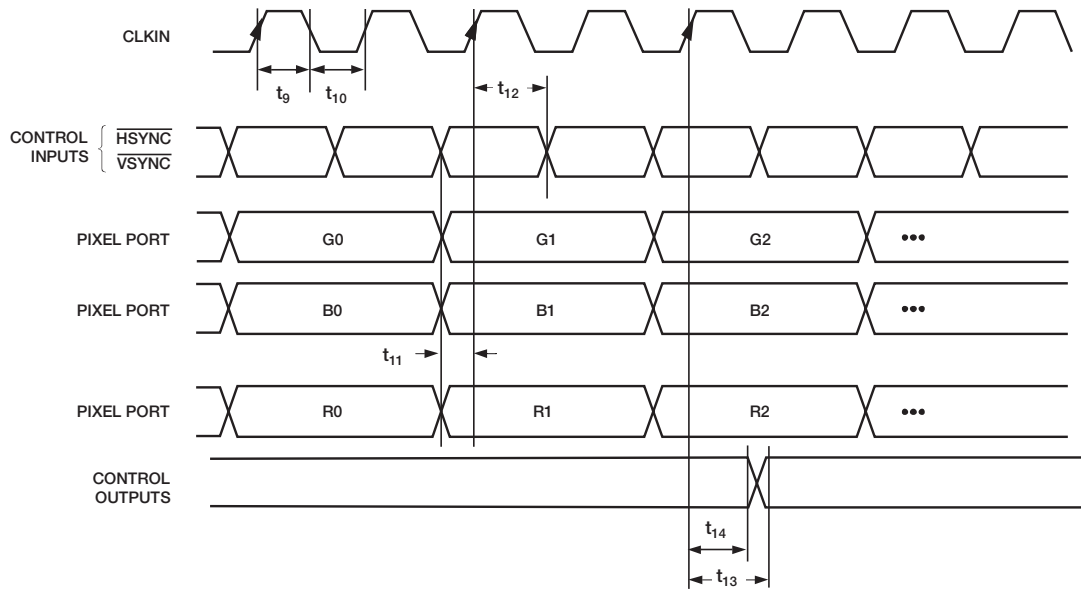 CLKIN
t9 t10 t12
CONTROL INPUTS HSYNC VSYNC
PIXEL PORT G0 G1 G2 •••
PIXEL PORT B0 B1 B2 •••
t11
PIXEL PORT R0 R1 R2 •••
CONTROL OUTPUTS
t14
t13